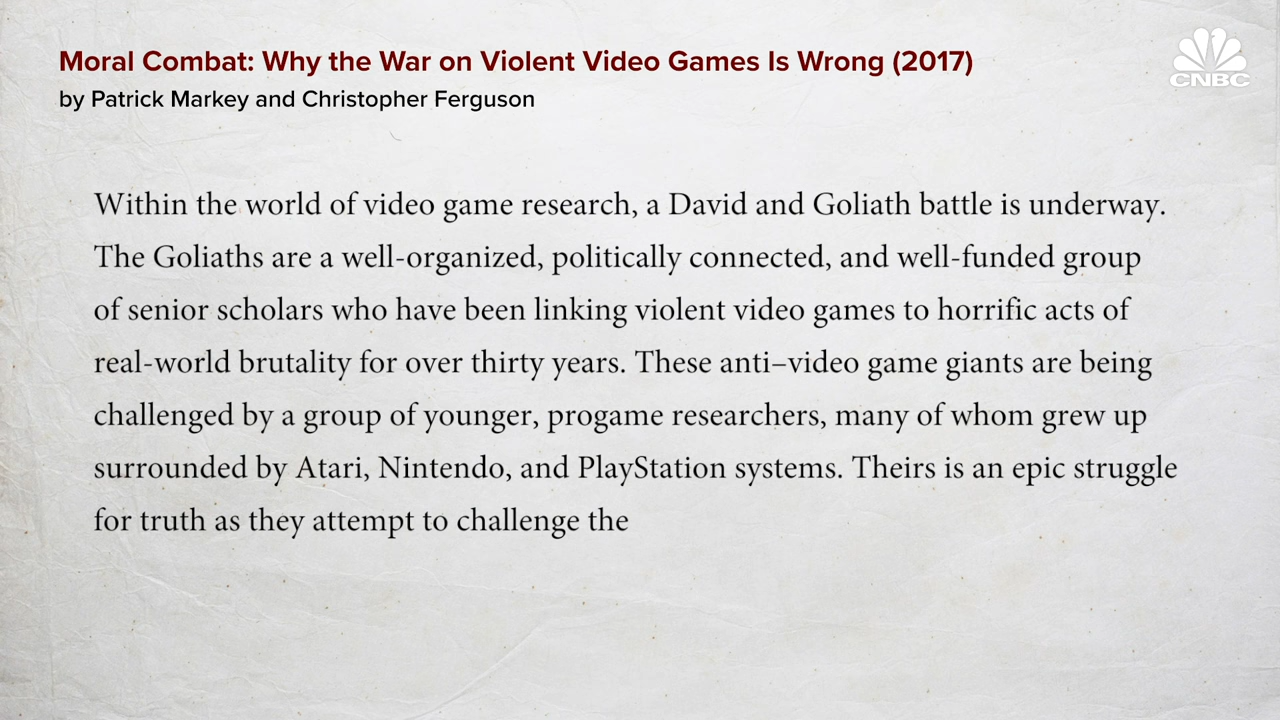 Moral Combat: Why the War on Violent Video Games Is Wrong (2017)
by Patrick Markey and Christopher Ferguson
CNBC
Within the world of video game research, a David and Goliath battle is underway.
The Goliaths are a well-organized, politically connected, and well-funded group
of senior scholars who have been linking violent video games to horrific acts of
real-world brutality for over thirty years. These anti–video game giants are being
challenged by a group of younger, progame researchers, many of whom grew up
surrounded by Atari, Nintendo, and PlayStation systems. Theirs is an epic struggle
for truth as they attempt to challenge the